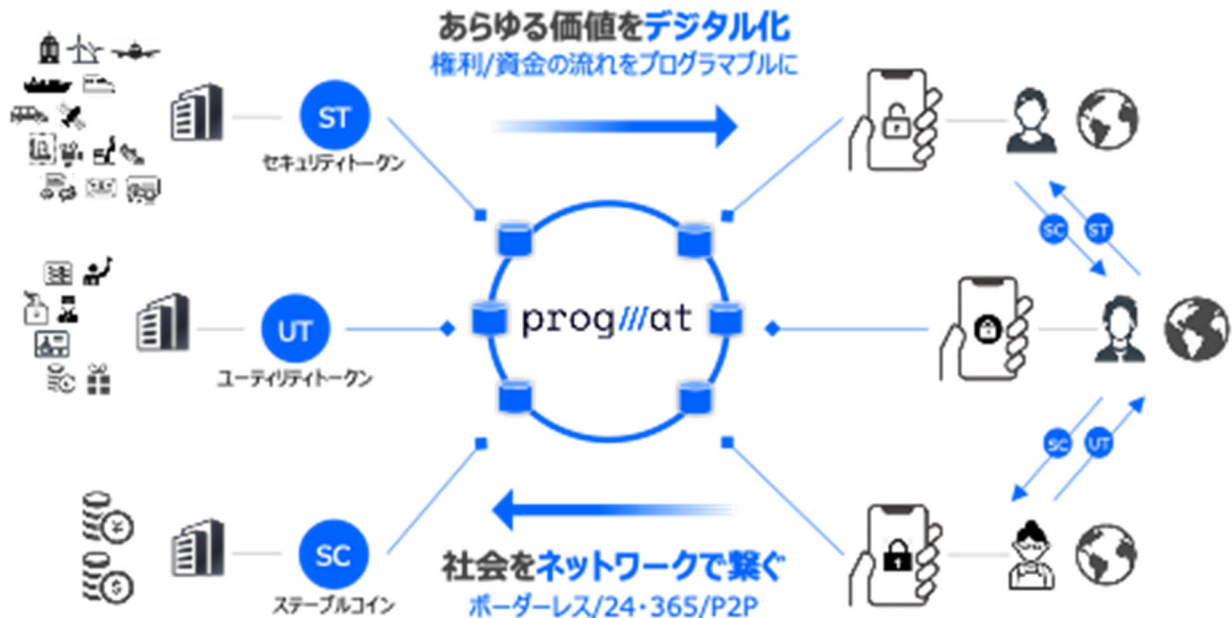 あらゆる価値をデジタル化
権利/資金の流れをプログラマブルに
ST
セキュリティトークン
SC
ST
prog///at
UT
ユーティリティトークン
SC
UT
SC
ステーブルコイン
社会をネットワークで繋ぐ
ボーダーレス/24・365/P2P